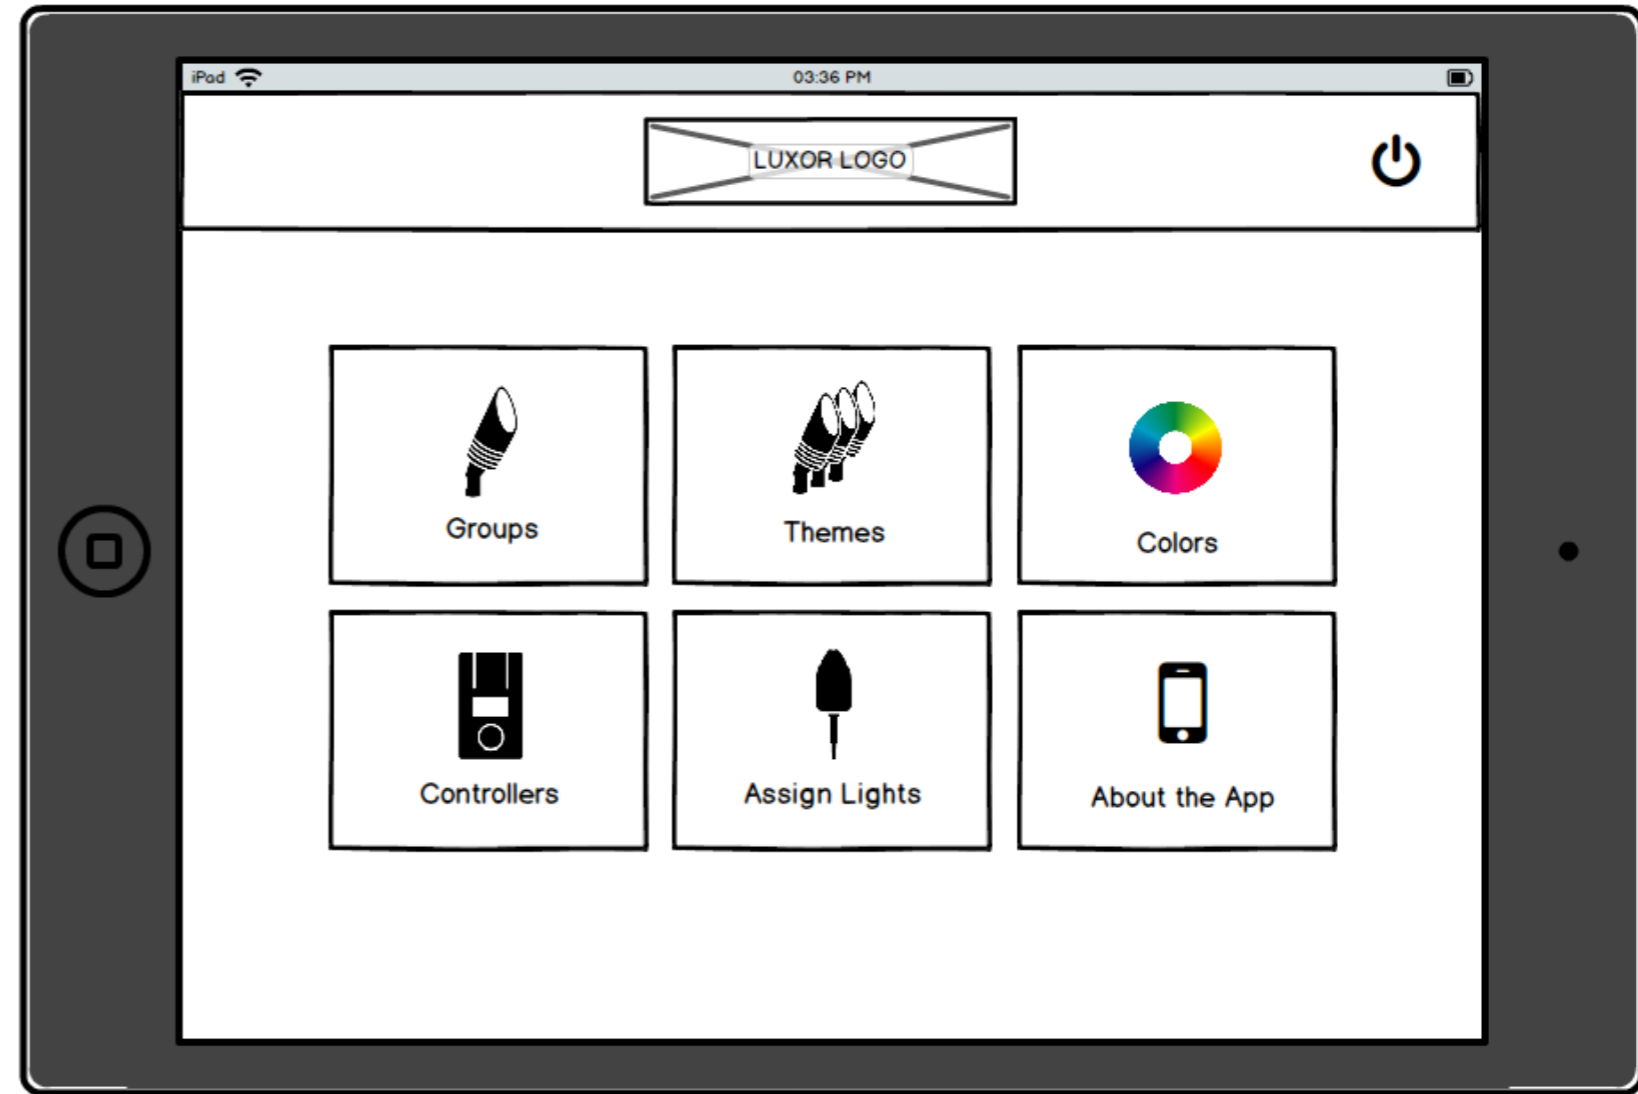 iPad
03:36 PM
LUXOR LOGO
Groups
Themes
Colors
Controllers
Assign Lights
About the App